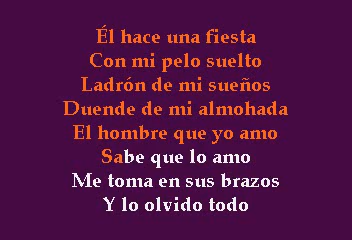 Él hace una fiesta
Con mi pelo suelto
Ladrón de mi sueños
Duende de mi almohada
El hombre que yo amo
Sabe que lo amo
Me toma en sus brazos
Y lo olvido todo